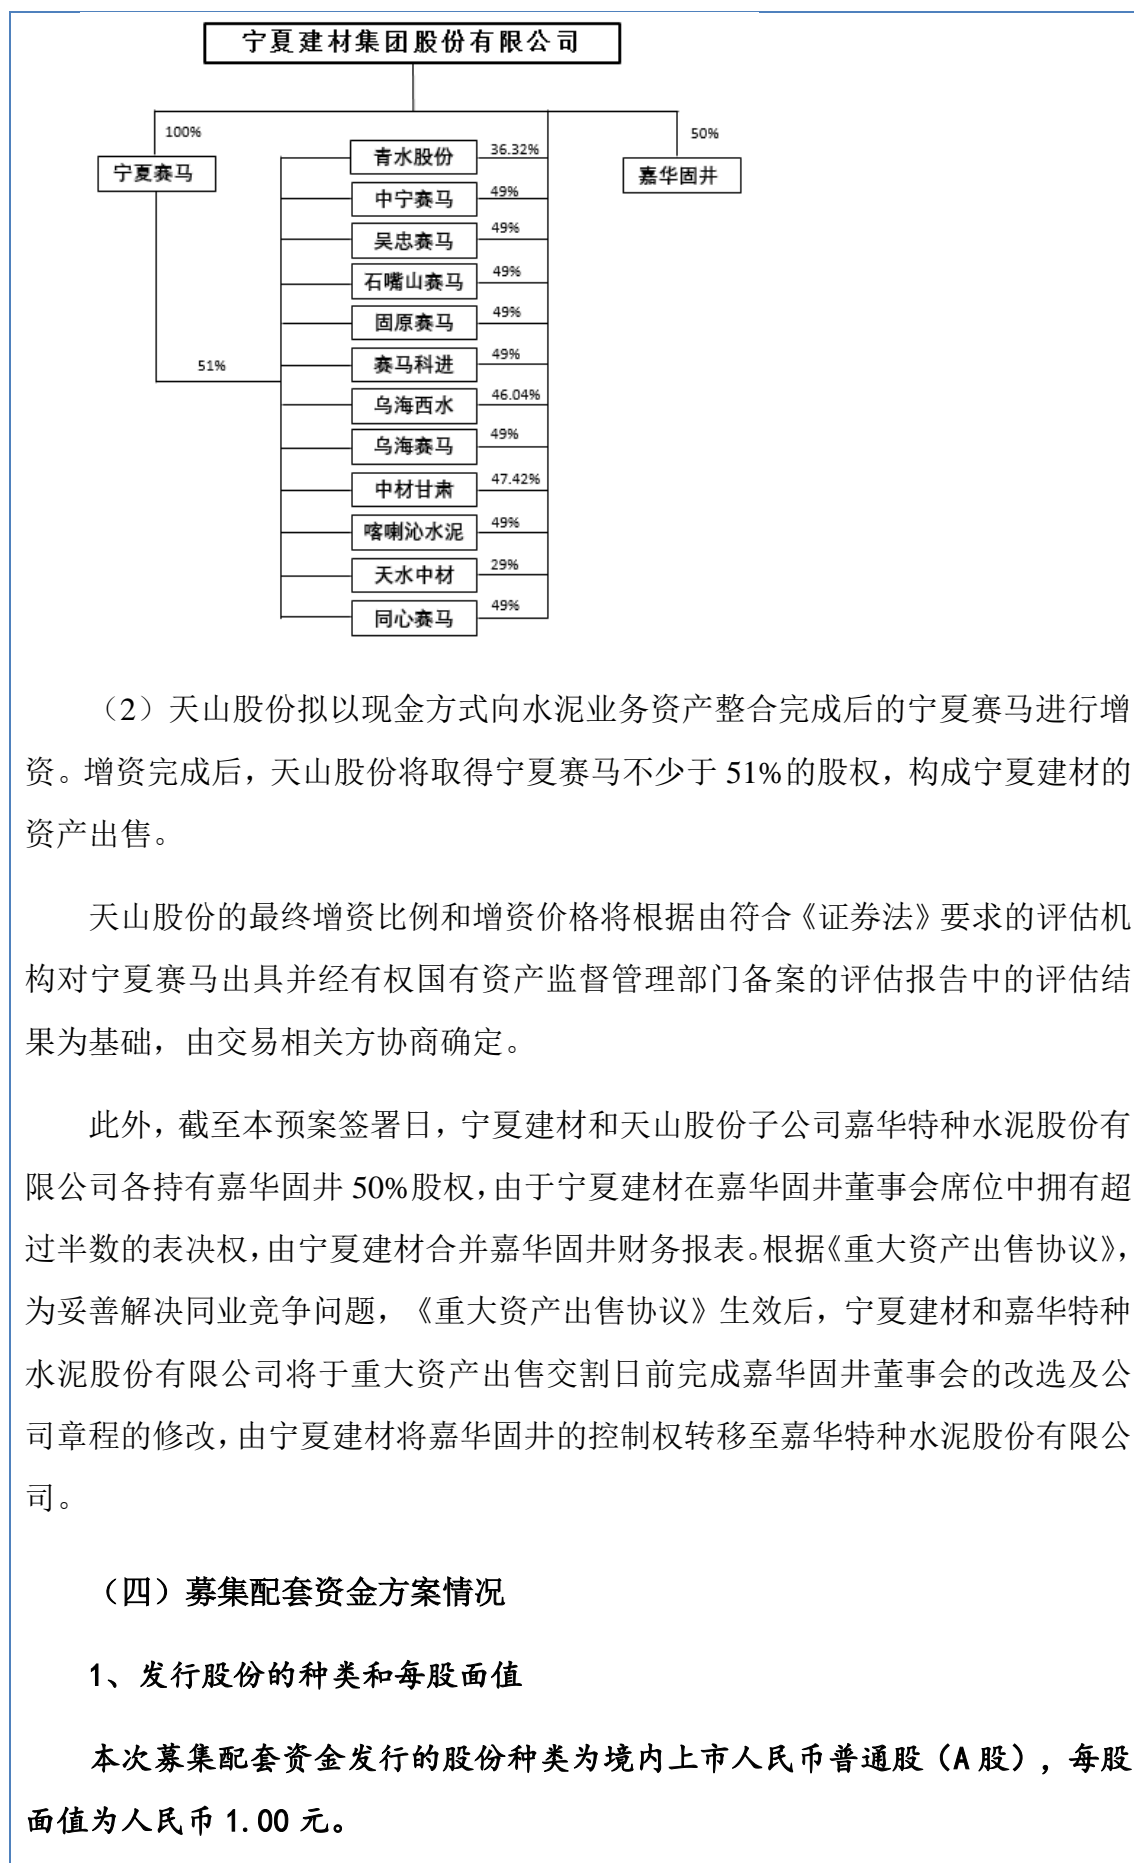 宁夏建材集团股份有限公司
100%
50%
宁夏赛马
嘉华固井
青水股份 36.32%
中宁赛马 49%
吴忠赛马 49%
石嘴山赛马 49%
固原赛马 49%
赛马科进 49%
51%
乌海西水 46.04%
乌海赛马 49%
中材甘肃 47.42%
喀喇沁水泥 49%
天水中材 29%
同心赛马 49%
（2）天山股份拟以现金方式向水泥业务资产整合完成后的宁夏赛马进行增
资。增资完成后，天山股份将取得宁夏赛马不少于 51%的股权，构成宁夏建材的
资产出售。
天山股份的最终增资比例和增资价格将根据由符合《证券法》要求的评估机
构对宁夏赛马出具并经有权国有资产监督管理部门备案的评估报告中的评估结
果为基础，由交易相关方协商确定。
此外，截至本预案签署日，宁夏建材和天山股份子公司嘉华特种水泥股份有
限公司各持有嘉华固井 50%股权，由于宁夏建材在嘉华固井董事会席位中拥有超
过半数的表决权，由宁夏建材合并嘉华固井财务报表。根据《重大资产出售协议》，
为妥善解决同业竞争问题，《重大资产出售协议》生效后，宁夏建材和嘉华特种
水泥股份有限公司将于重大资产出售交割日前完成嘉华固井董事会的改选及公
司章程的修改，由宁夏建材将嘉华固井的控制权转移至嘉华特种水泥股份有限公
司。
（四）募集配套资金方案情况
1、发行股份的种类和每股面值
本次募集配套资金发行的股份种类为境内上市人民币普通股（A 股），每股
面值为人民币 1.00 元。